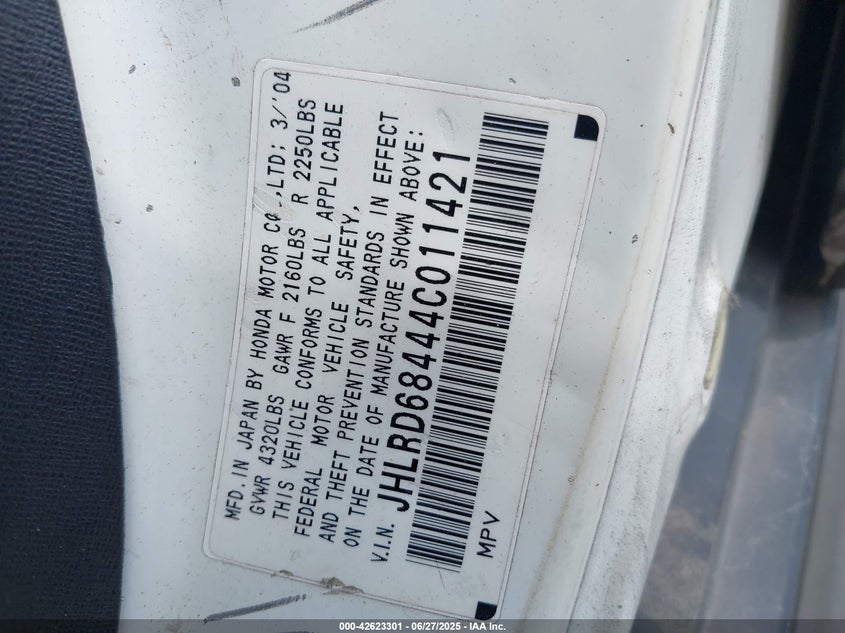 MFD.IN JAPAN BY HONDA MOTOR CO.,LTD; 3/'04
GVWR 4320LBS GAWR F 2160LBS R 2250LBS
THIS VEHICLE CONFORMS TO ALL APPLICABLE
FEDERAL MOTOR VEHICLE SAFETY,
AND THEFT PREVENTION STANDARDS IN EFFECT
ON THE DATE OF MANUFACTURE SHOWN ABOVE:
V.I.N. JHLRD68444C011421
MPV
000-42623301 - 06/27/2025 - IAA Inc.